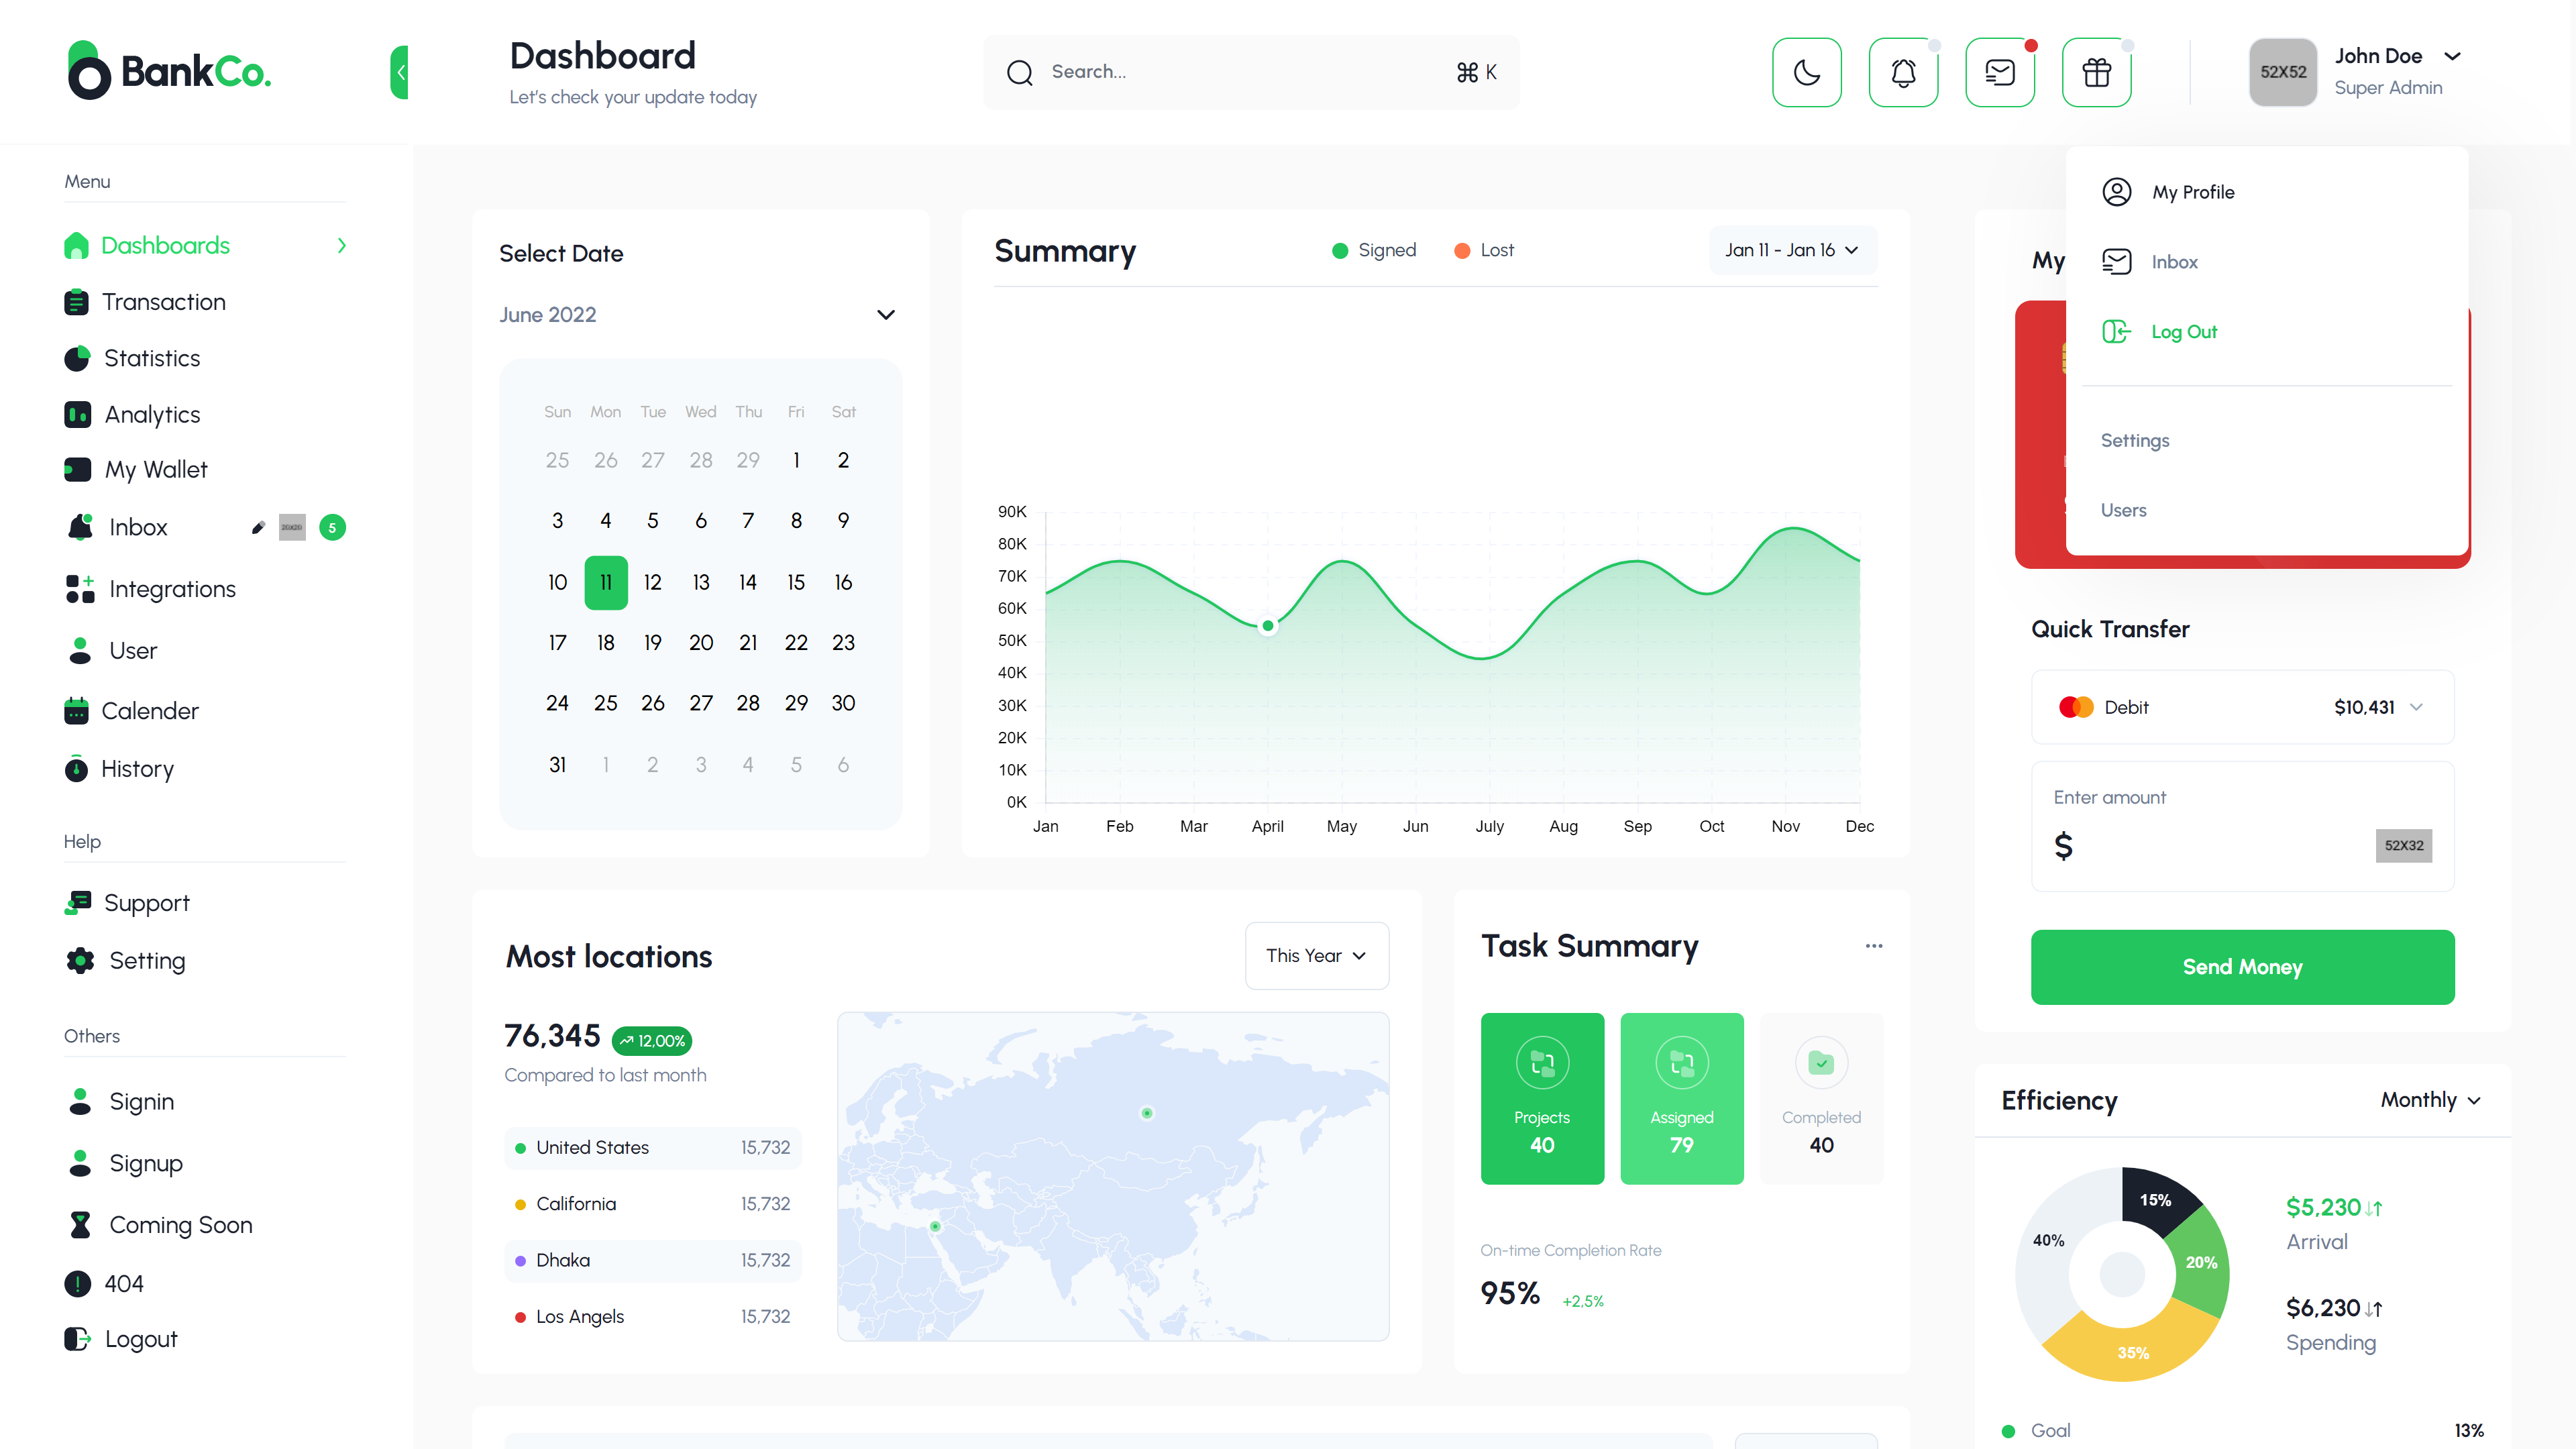 BankCo.
Dashboard
Let's check your update today
Search...
⌘ K
52X52
John Doe
Super Admin
Menu
Dashboards
Transaction
Statistics
Analytics
My Wallet
Inbox
20X20
5
Integrations
User
Calender
History
Help
Support
Setting
Others
Signin
Signup
Coming Soon
404
Logout
Select Date
June 2022
Sun Mon Tue Wed Thu Fri Sat
25 26 27 28 29 1 2
3 4 5 6 7 8 9
10 11 12 13 14 15 16
17 18 19 20 21 22 23
24 25 26 27 28 29 30
31 1 2 3 4 5 6
Summary
Signed
Lost
Jan 11 - Jan 16
90K
80K
70K
60K
50K
40K
30K
20K
10K
0K
Jan Feb Mar April May Jun July Aug Sep Oct Nov Dec
My
My Profile
Inbox
Log Out
Settings
Users
Quick Transfer
Debit
$10,431
Enter amount
$
52X32
Send Money
Most locations
This Year
76,345
12,00%
Compared to last month
United States 15,732
California 15,732
Dhaka 15,732
Los Angels 15,732
Task Summary
...
Projects
40
Assigned
79
Completed
40
On-time Completion Rate
95%
+2,5%
Efficiency
Monthly
15%
20%
35%
40%
$5,230
Arrival
$6,230
Spending
Goal 13%